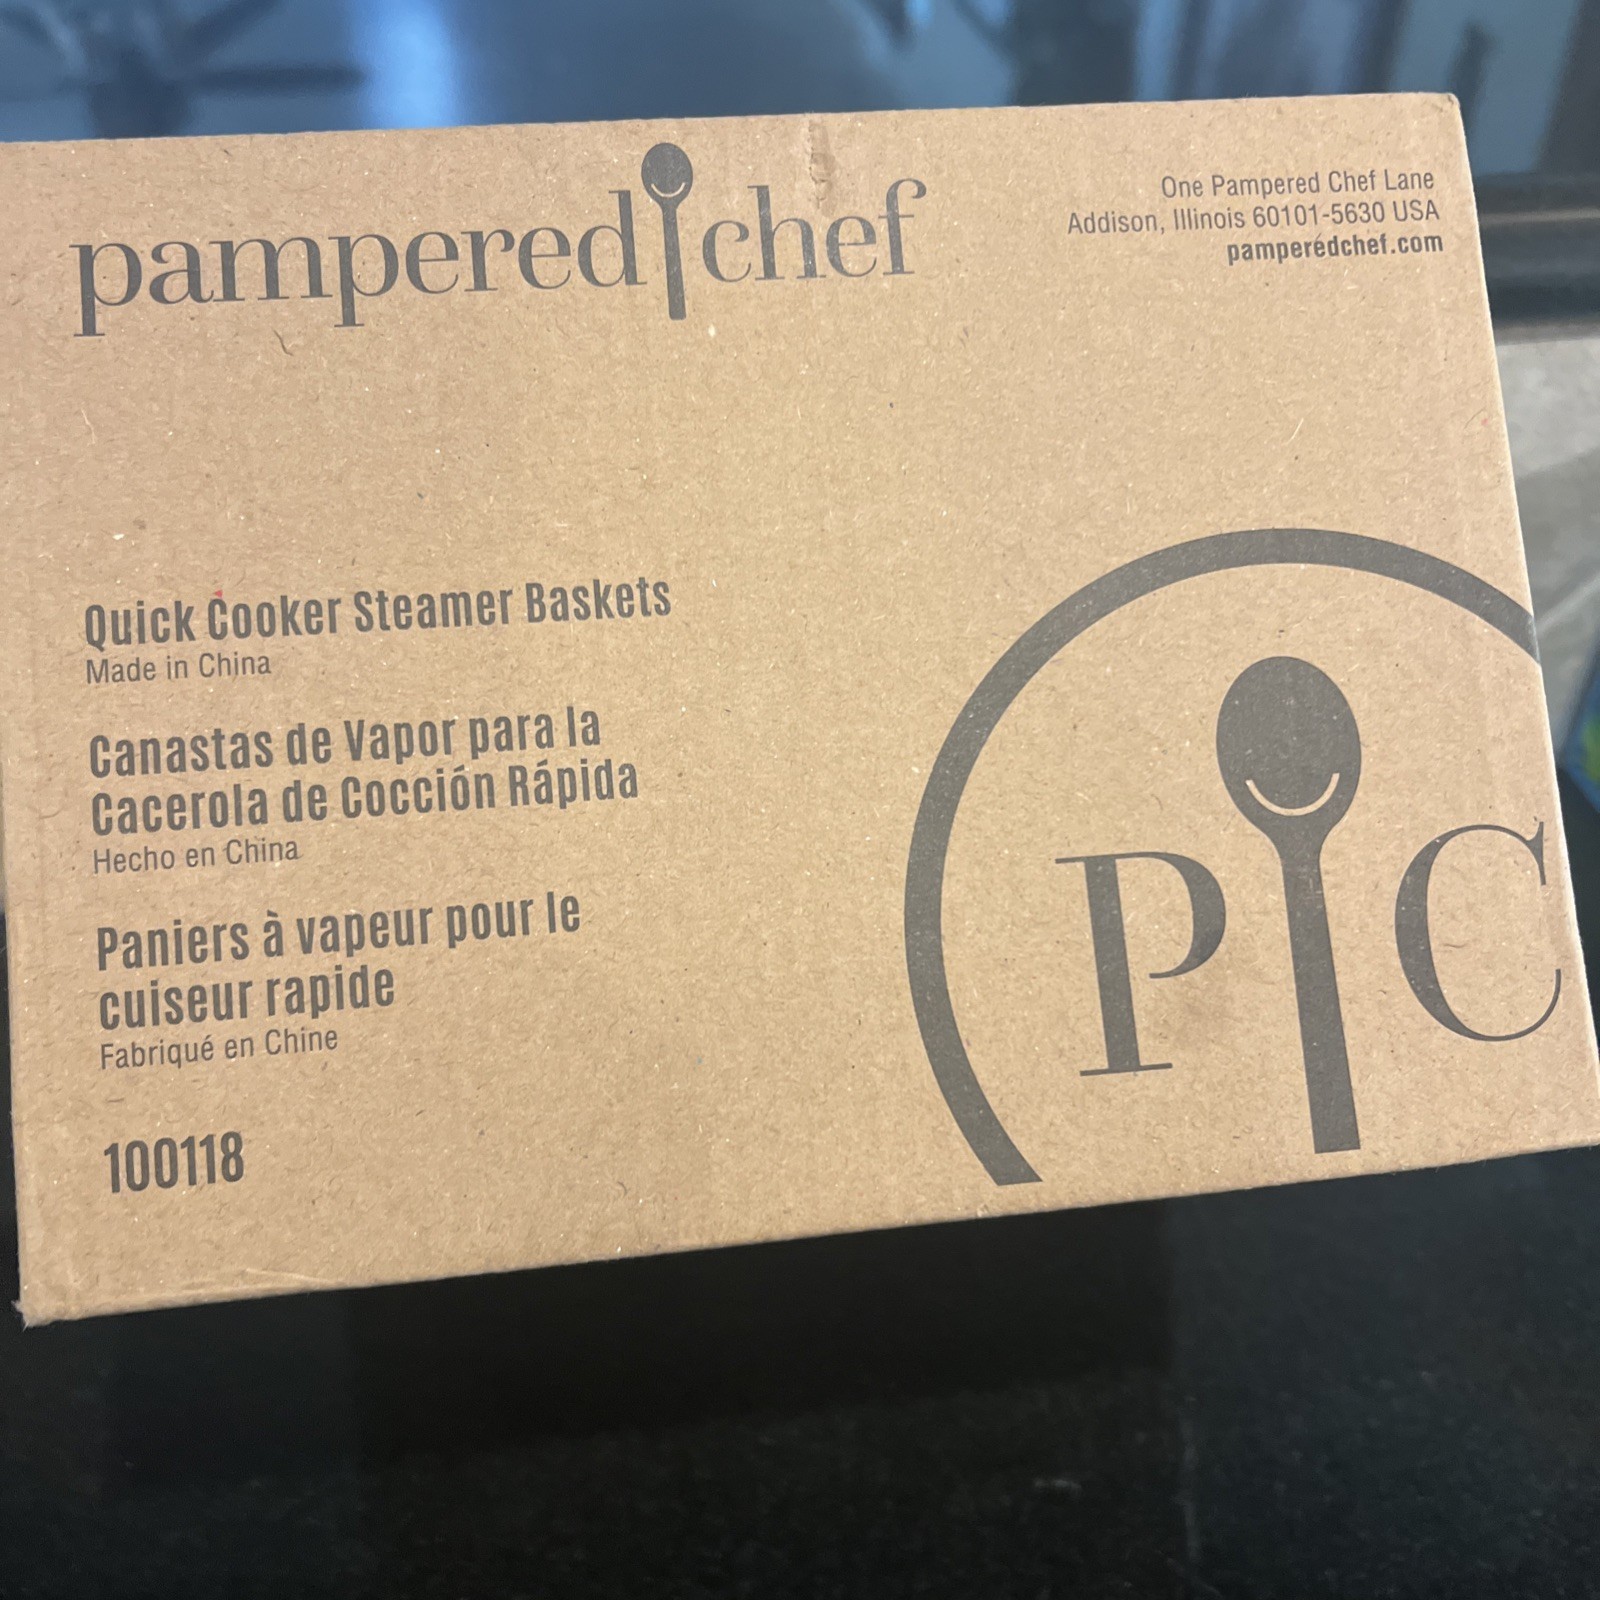 pampered chef
One Pampered Chef Lane
Addison, Illinois 60101-5630 USA
pamperedchef.com
Quick Cooker Steamer Baskets
Made in China
Canastas de Vapor para la
Cacerola de Cocción Rápida
Hecho en China
Paniers à vapeur pour le
cuiseur rapide
Fabriqué en Chine
100118
P C